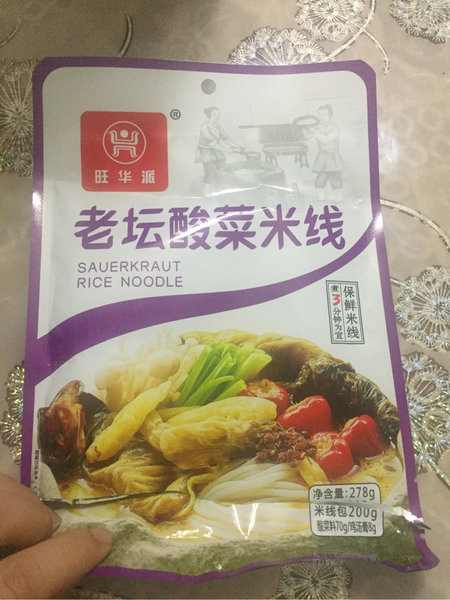 ®
旺华派
老坛酸菜米线
SAUERKRAUT
RICE NOODLE
保鲜米线
煮3分钟为宜
净含量:278g
米线包200g
酸菜料70g/鸡汤膏8g